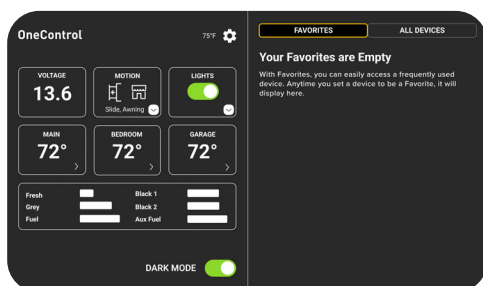 OneControl
75°F
VOLTAGE
13.6
MOTION
Slide, Awning
LIGHTS
MAIN
72°
BEDROOM
72°
GARAGE
72°
Fresh
Grey
Fuel
Black 1
Black 2
Aux Fuel
DARK MODE
FAVORITES
ALL DEVICES
Your Favorites are Empty
With Favorites, you can easily access a frequently used
device. Anytime you set a device to be a Favorite, it will
display here.